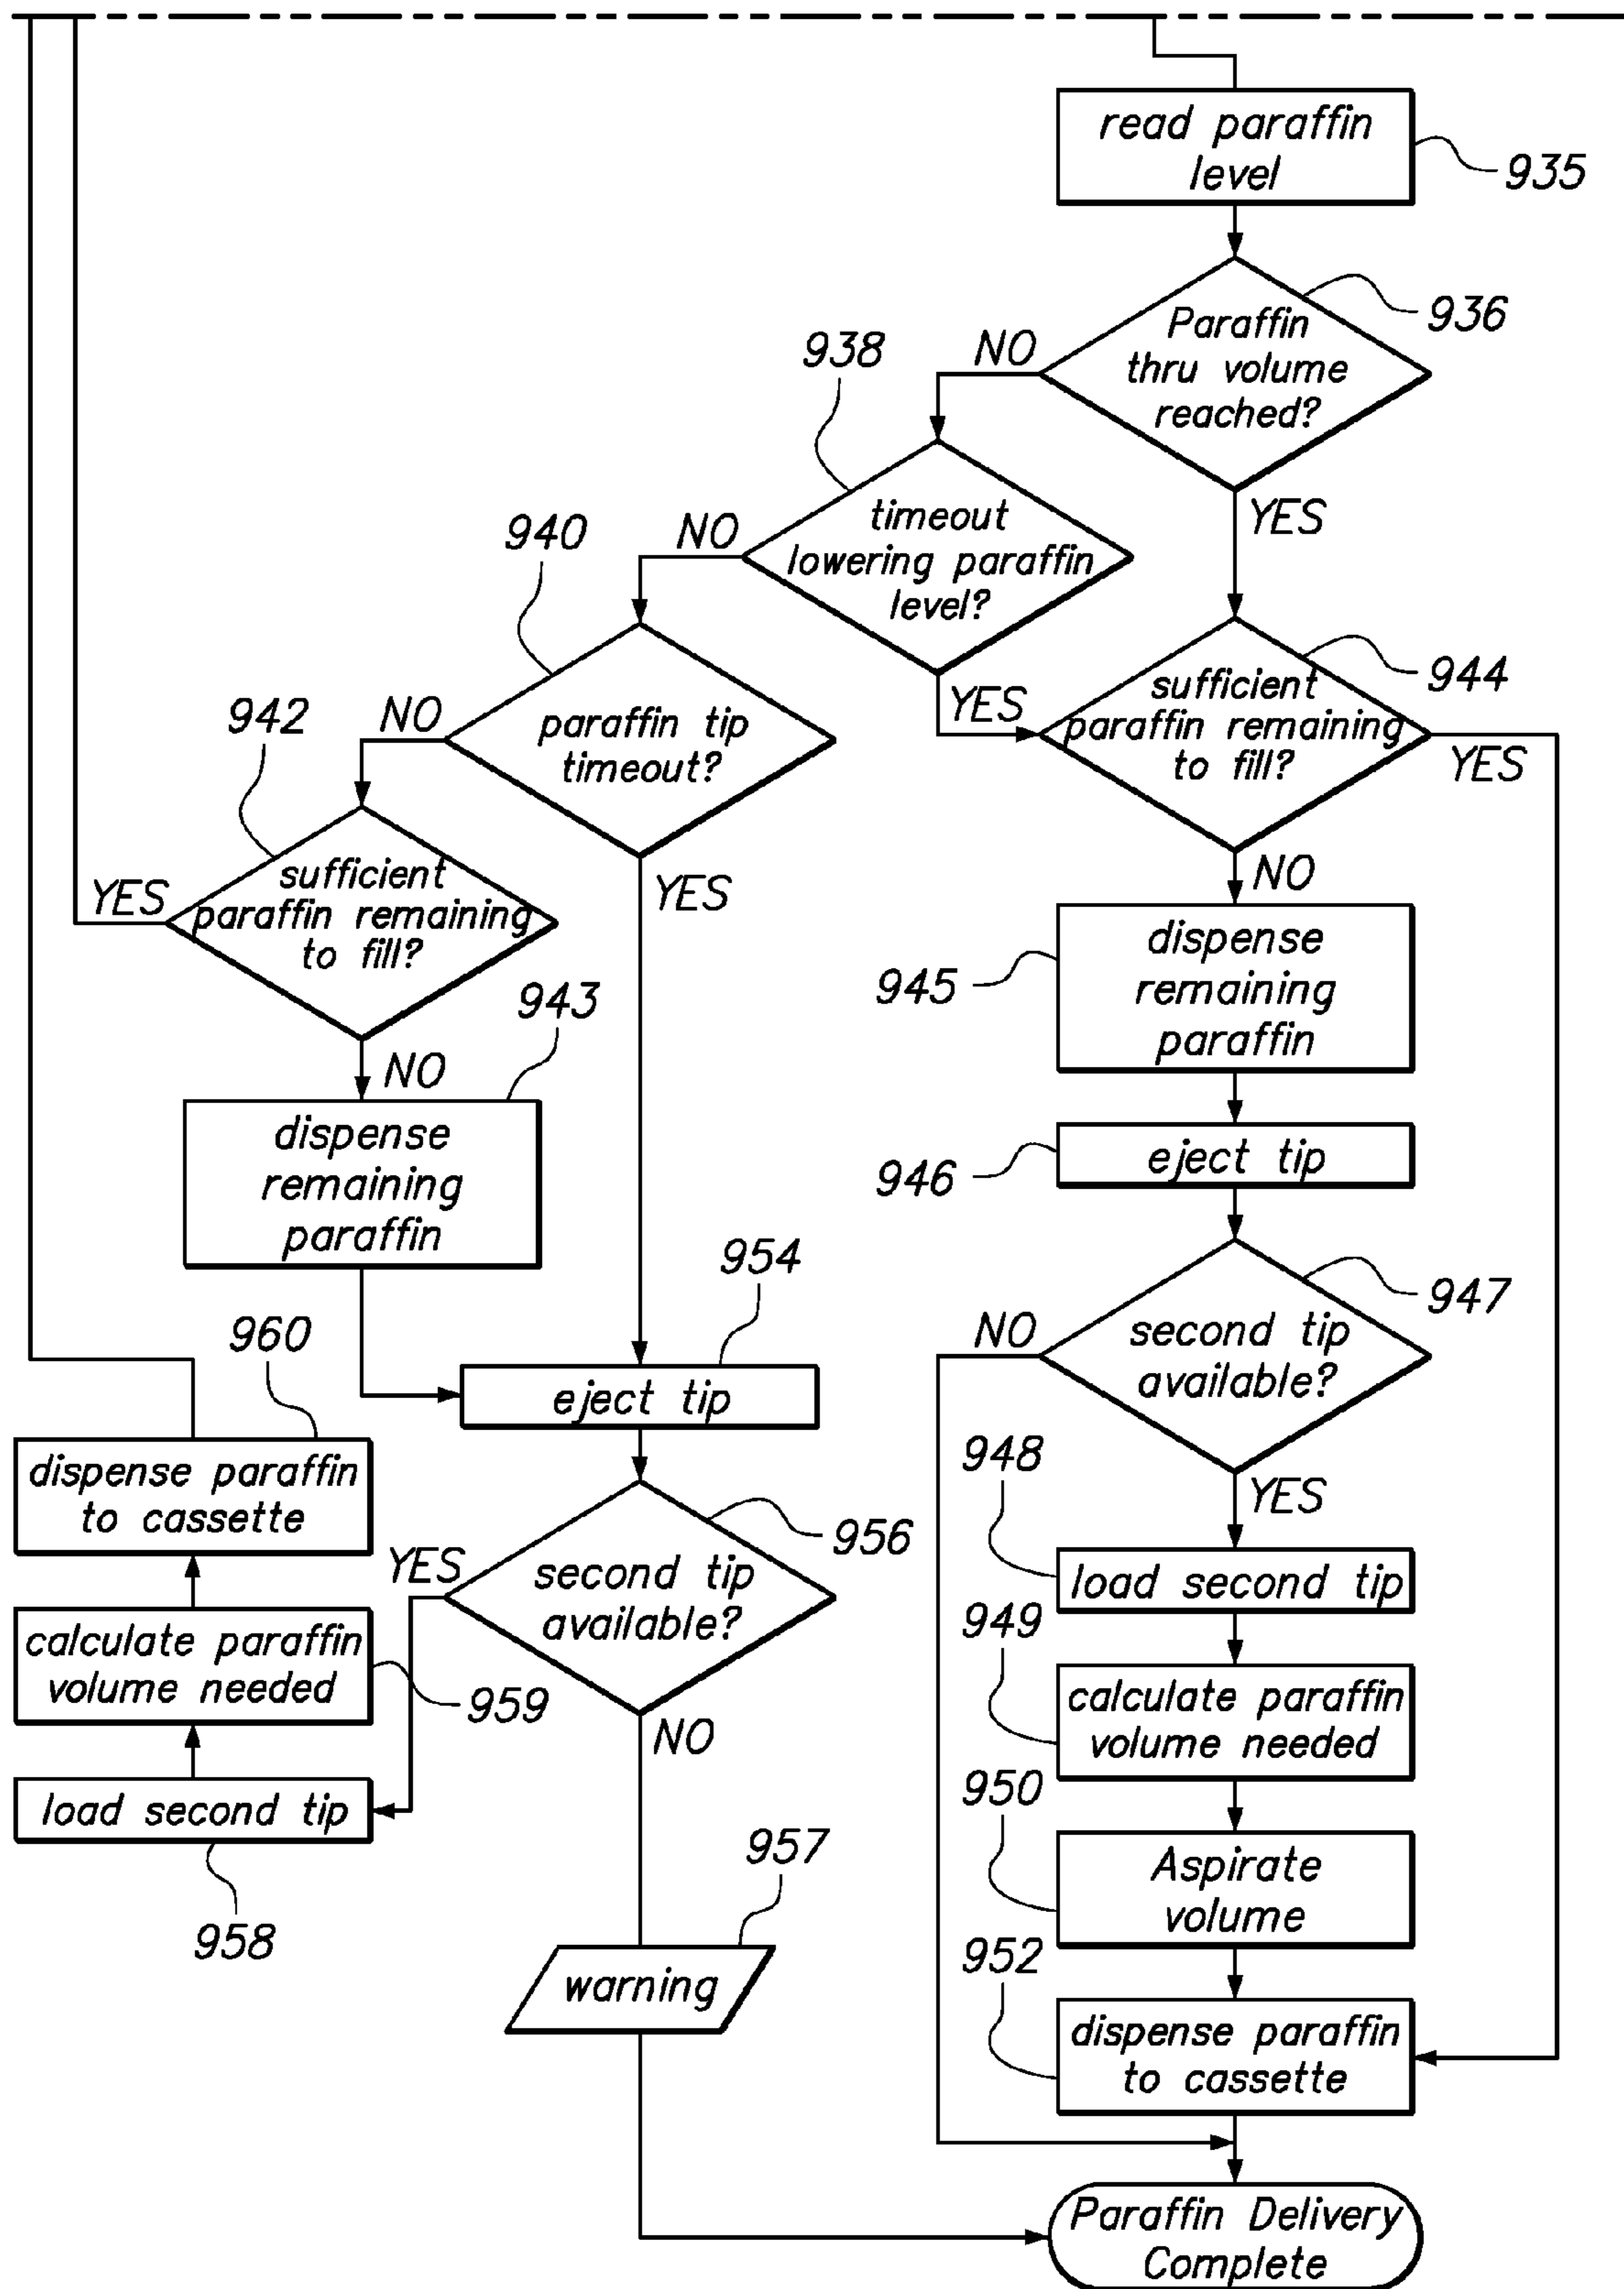 read paraffin
level
935
Paraffin
thru volume
reached?
936
NO
YES
938
timeout
lowering paraffin
level?
NO
YES
940
paraffin tip
timeout?
NO
YES
944
sufficient
paraffin remaining
to fill?
YES
NO
942
sufficient
paraffin remaining
to fill?
YES
NO
943
dispense
remaining
paraffin
945
dispense
remaining
paraffin
946
eject tip
947
second tip
available?
NO
YES
954
eject tip
956
second tip
available?
YES
NO
960
dispense paraffin
to cassette
calculate paraffin
volume needed
959
load second tip
958
957
warning
948
load second tip
949
calculate paraffin
volume needed
950
Aspirate
volume
952
dispense paraffin
to cassette
Paraffin Delivery
Complete